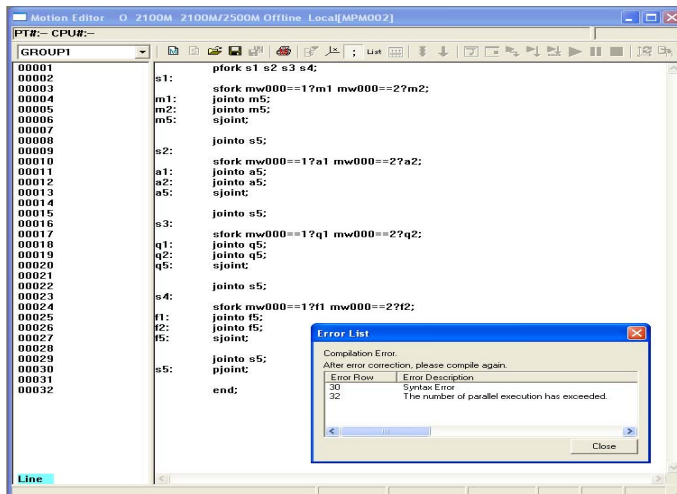 Motion Editor O 2100M 2100M/2500M Offline Local[MPM002]
PT#:– CPU#:–
GROUP1 ; List
00001 pfork s1 s2 s3 s4;
00002 s1:
00003 sfork mw000==1?m1 mw000==2?m2;
00004 m1: jointo m5;
00005 m2: jointo m5;
00006 m5: sjoint;
00007
00008 jointo s5;
00009 s2:
00010 sfork mw000==1?a1 mw000==2?a2;
00011 a1: jointo a5;
00012 a2: jointo a5;
00013 a5: sjoint;
00014
00015 jointo s5;
00016 s3:
00017 sfork mw000==1?q1 mw000==2?q2;
00018 q1: jointo q5;
00019 q2: jointo q5;
00020 q5: sjoint;
00021
00022 jointo s5;
00023 s4:
00024 sfork mw000==1?f1 mw000==2?f2;
00025 f1: jointo f5;
00026 f2: jointo f5;
00027 f5: sjoint;
00028
00029 jointo s5;
00030 s5: pjoint;
00031
00032 end;
Error List
Compilation Error.
After error correction, please compile again.
Error Row Error Description
30 Syntax Error
32 The number of parallel execution has exceeded.
Close
Line